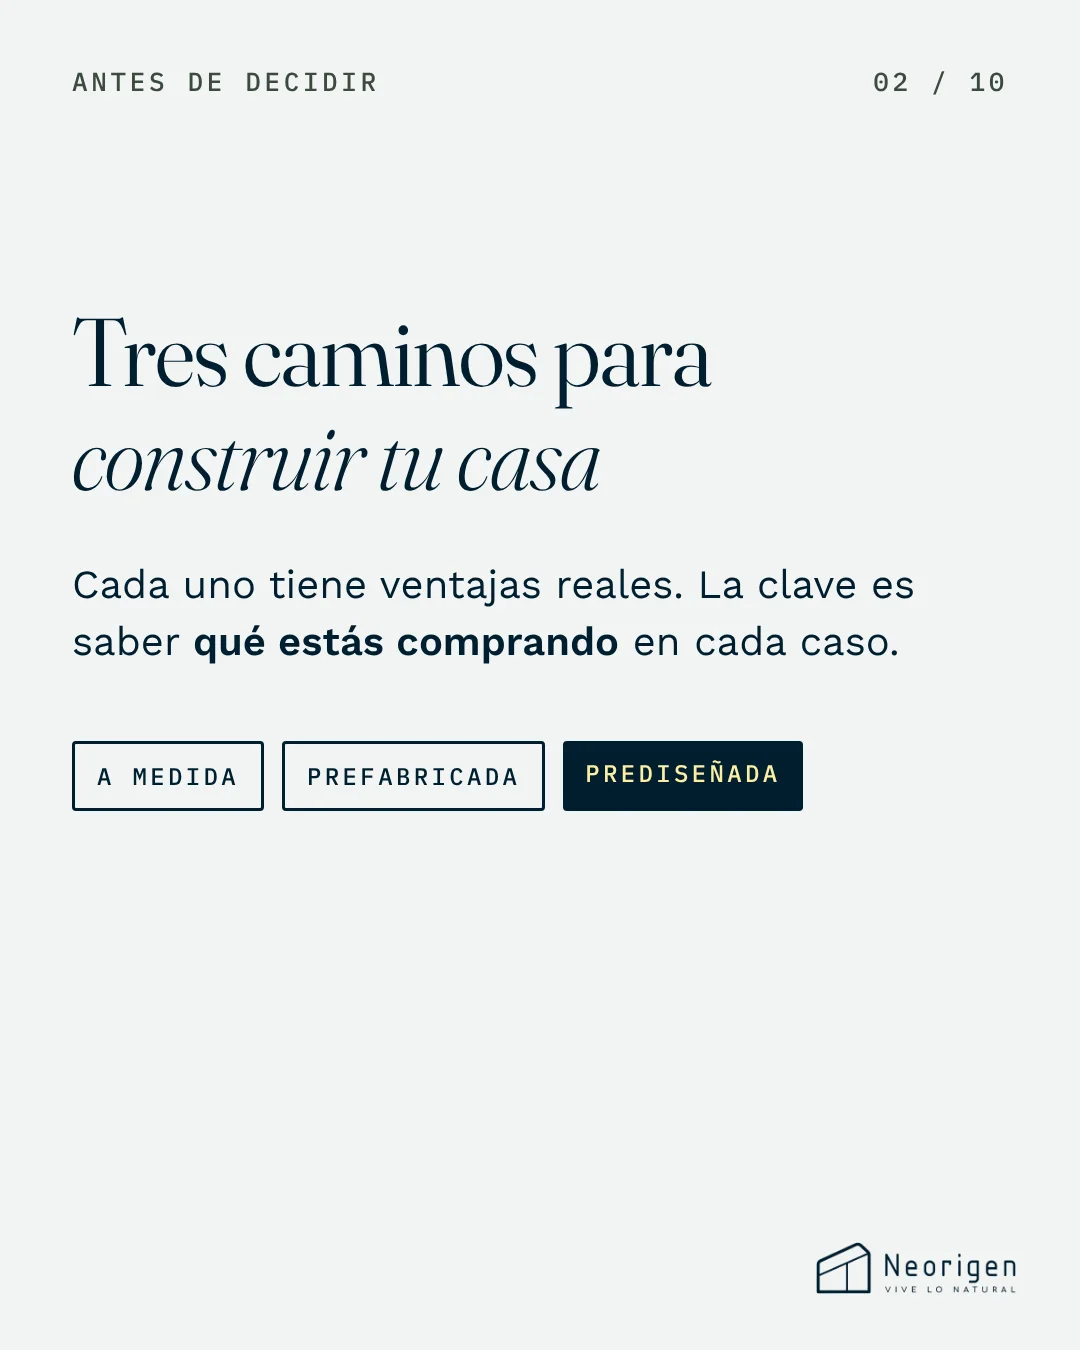 ANTES DE DECIDIR
02 / 10
Tres caminos para
construir tu casa
Cada uno tiene ventajas reales. La clave es
saber qué estás comprando en cada caso.
A MEDIDA
PREFABRICADA
PREDISEÑADA
Neorigen
VIVE LO NATURAL